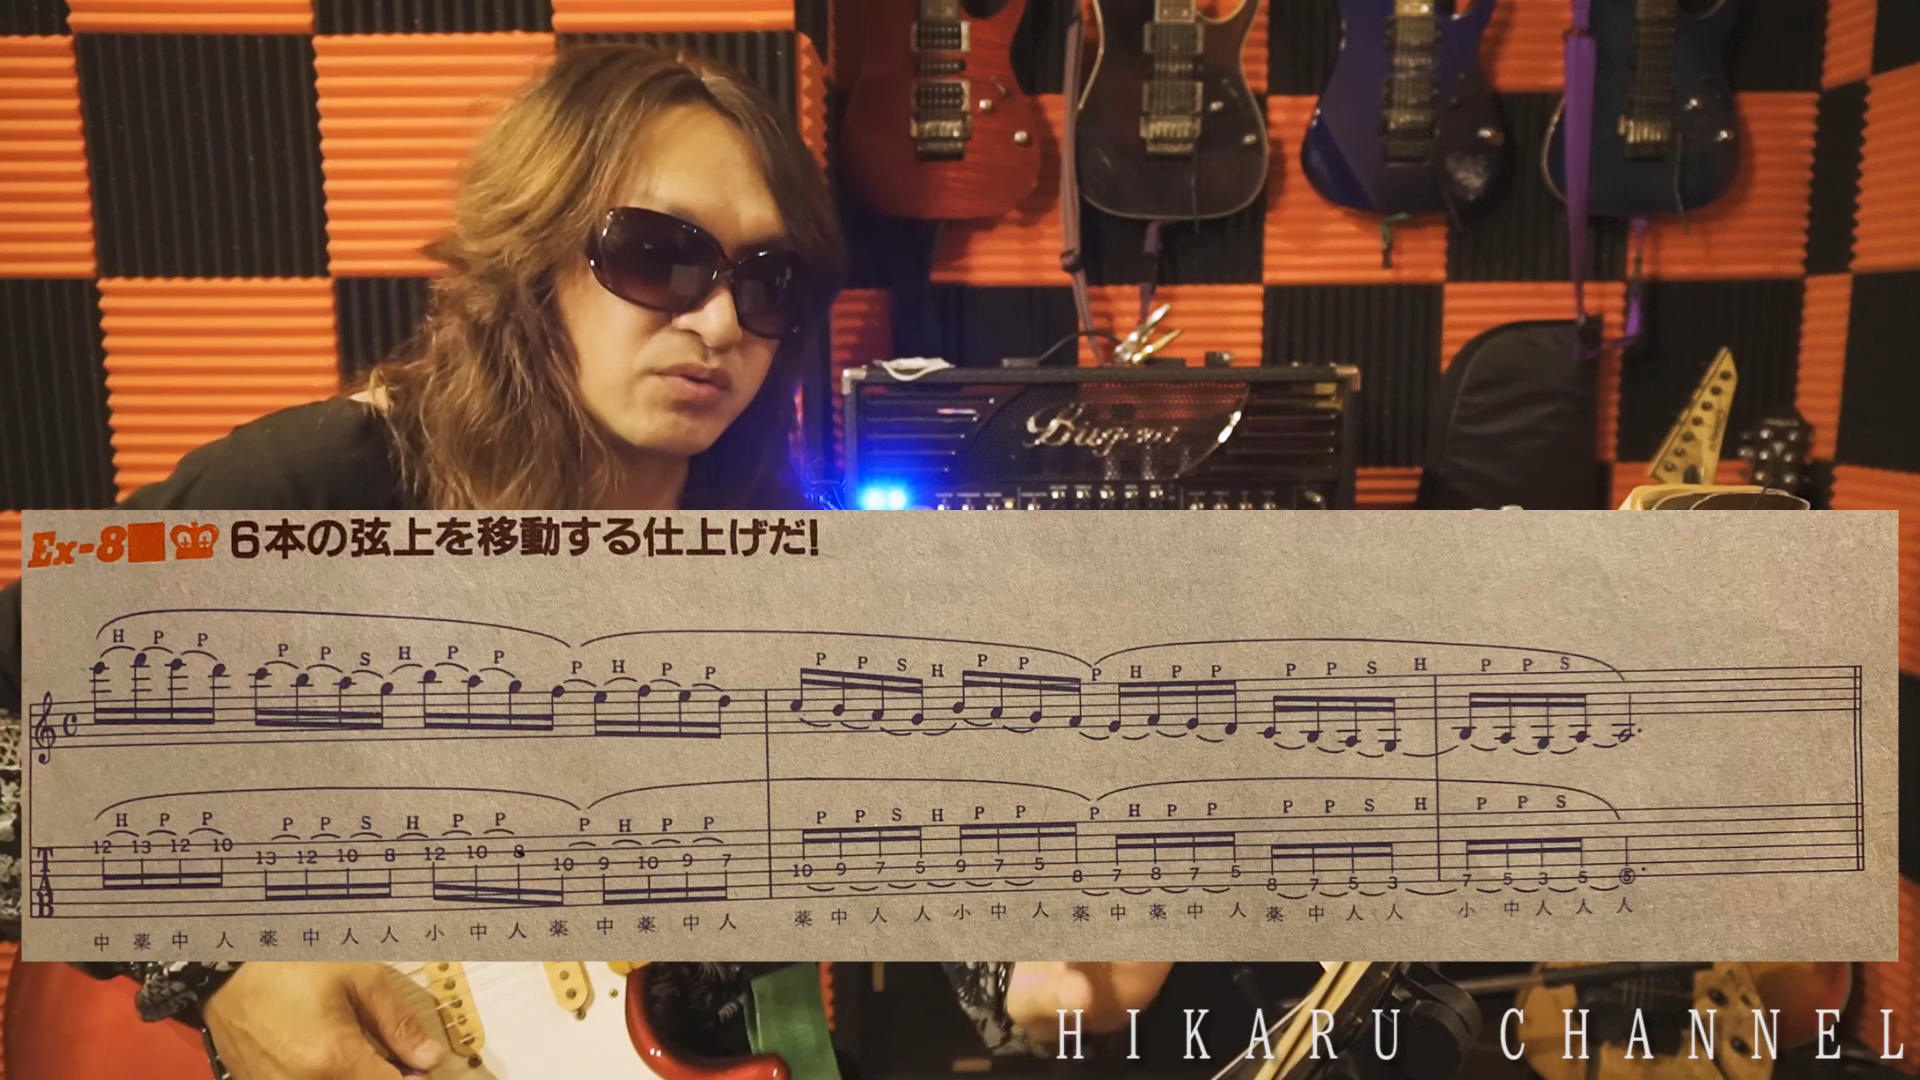 Bugera
Ex-8 6本の弦上を移動する仕上げだ!
H P P P P S H P P P H P P P P S H P P P H P P P P S H P P S
C
H P P P P S H P P P H P P P P S H P P P H P P P P S H P P S
TAB
12 13 12 10 13 12 10 8 12 10 8 10 9 10 9 7 10 9 7 5 9 7 5 8 7 8 7 5 8 7 5 3 7 5 3 5 5
中 薬 中 人 薬 中 人 人 小 中 人 薬 中 薬 中 人 薬 中 人 人 小 中 人 薬 中 薬 中 人 薬 中 人 人 小 中 人 人 人
HIKARU CHANNEL